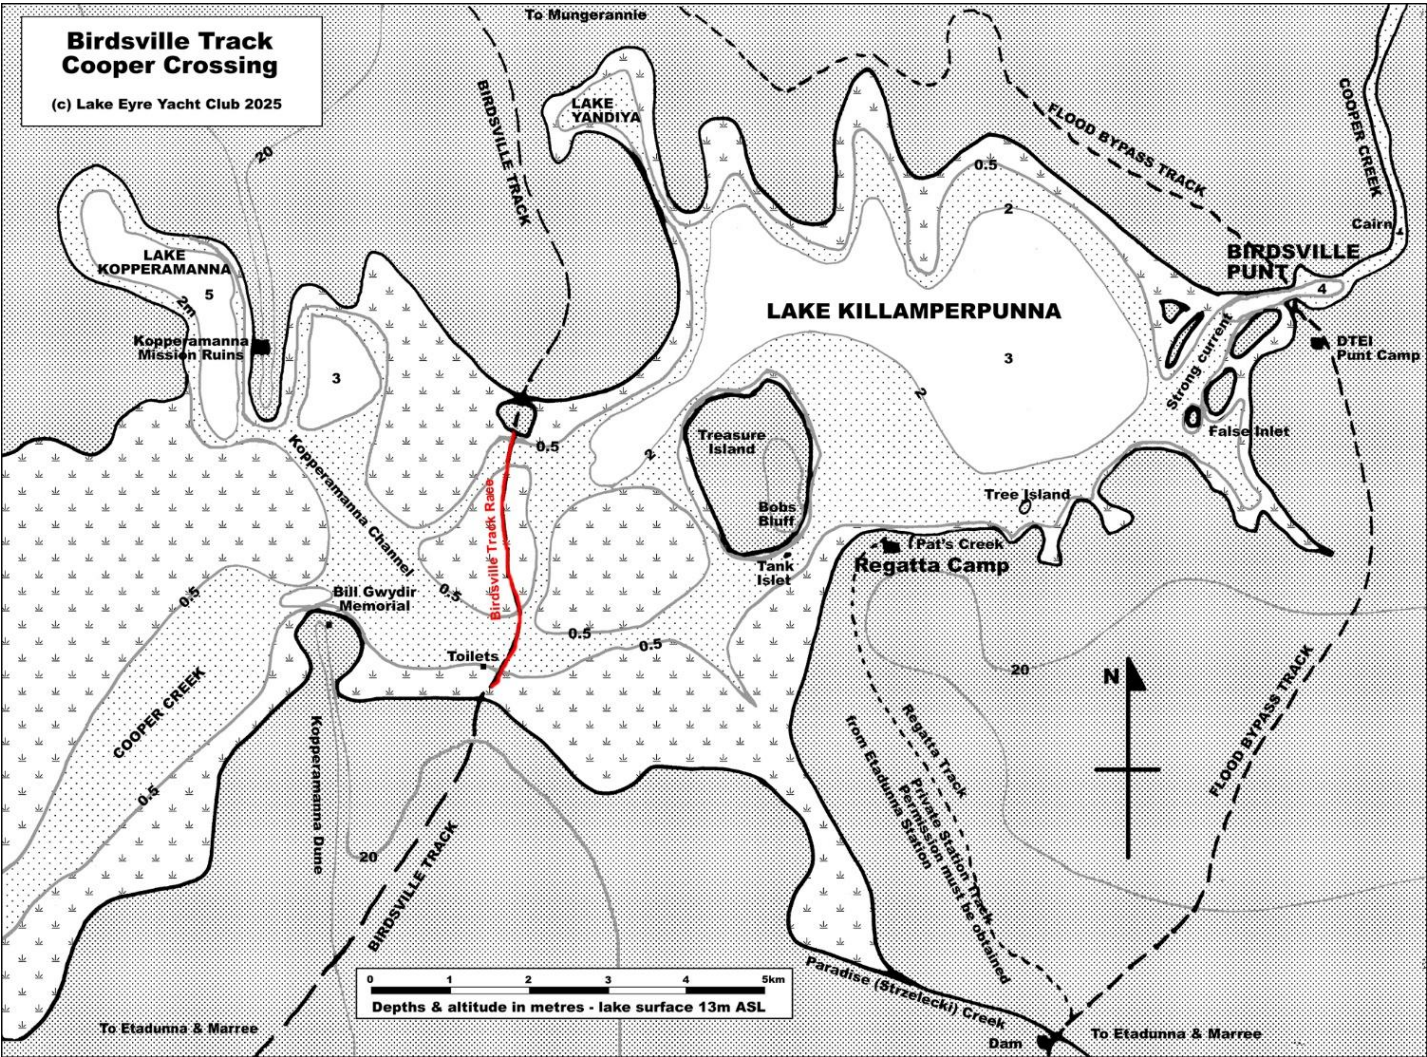 Birdsville Track
Cooper Crossing
(c) Lake Eyre Yacht Club 2025
To Mungerannie
BIRDSVILLE TRACK
LAKE
YANDIYA
FLOOD BYPASS TRACK
COOPER CREEK
Cairn
BIRDSVILLE
PUNT
4
DTEI
Punt Camp
Strong current
False Inlet
20
0.5
2
LAKE
KOPPERAMANNA
5
2m
Kopperamanna
Mission Ruins
3
LAKE KILLAMPERPUNNA
3
2
Kopperamanna Channel
0.5
2
Treasure
Island
Bobs
Bluff
Tree Island
Birdsville Track Race
Tank
Islet
Pat's Creek
Regatta Camp
0.5
Bill Gwydir
Memorial
0.5
0.5
0.5
Toilets
20
N
COOPER CREEK
0.5
Kopperamanna Dune
20
BIRDSVILLE TRACK
Regatta Track
Private Station Track
Permission must be obtained
from Etadunna Station
FLOOD BYPASS TRACK
0 1 2 3 4 5km
Depths & altitude in metres - lake surface 13m ASL
Paradise (Strzelecki) Creek
To Etadunna & Marree
Dam
To Etadunna & Marree